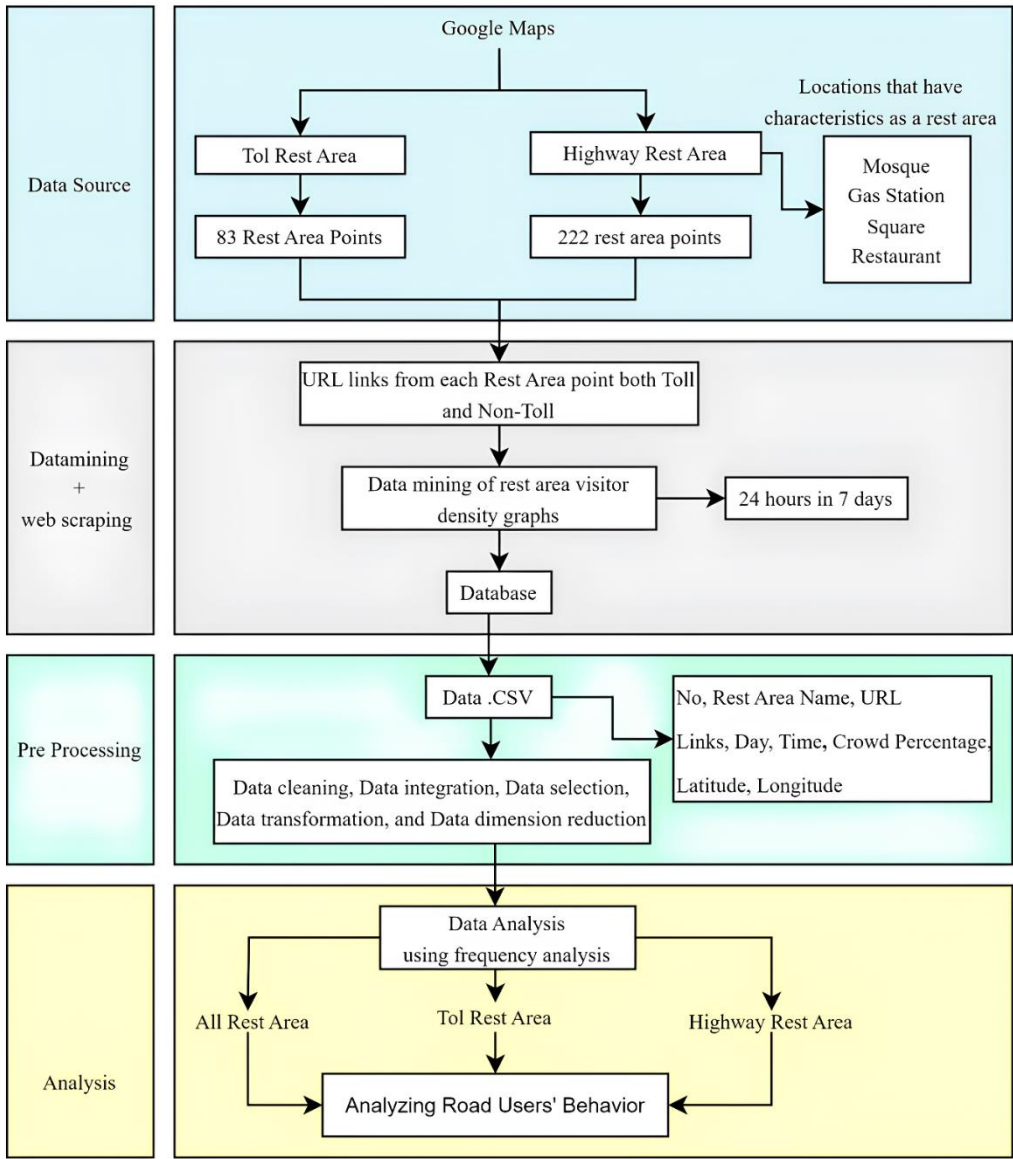 Data Source
Google Maps
Tol Rest Area
Highway Rest Area
83 Rest Area Points
222 rest area points
Locations that have
characteristics as a rest area
Mosque
Gas Station
Square
Restaurant
Datamining
+
web scraping
URL links from each Rest Area point both Toll
and Non-Toll
Data mining of rest area visitor
density graphs
24 hours in 7 days
Database
Pre Processing
Data .CSV
No, Rest Area Name, URL
Links, Day, Time, Crowd Percentage,
Latitude, Longitude
Data cleaning, Data integration, Data selection,
Data transformation, and Data dimension reduction
Analysis
Data Analysis
using frequency analysis
All Rest Area
Tol Rest Area
Highway Rest Area
Analyzing Road Users' Behavior